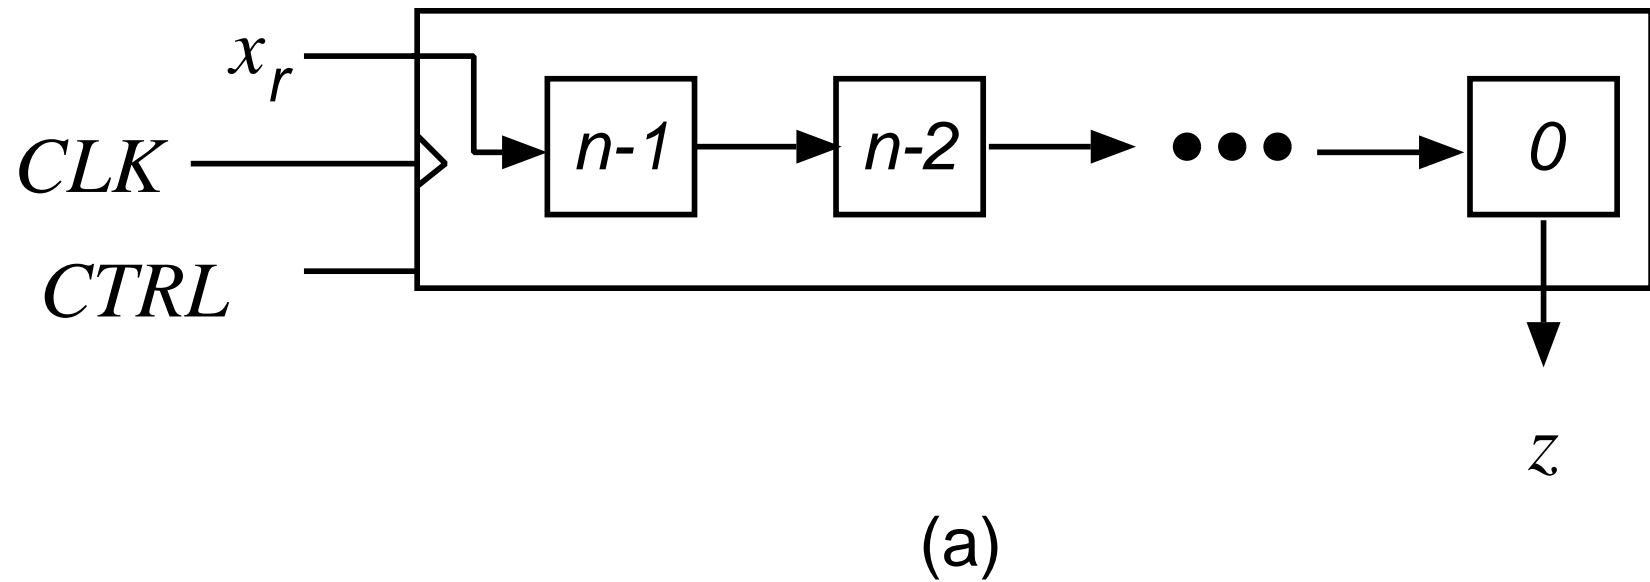 x_r
n-1 n-2 ••• 0
CLK
CTRL
z
(a)